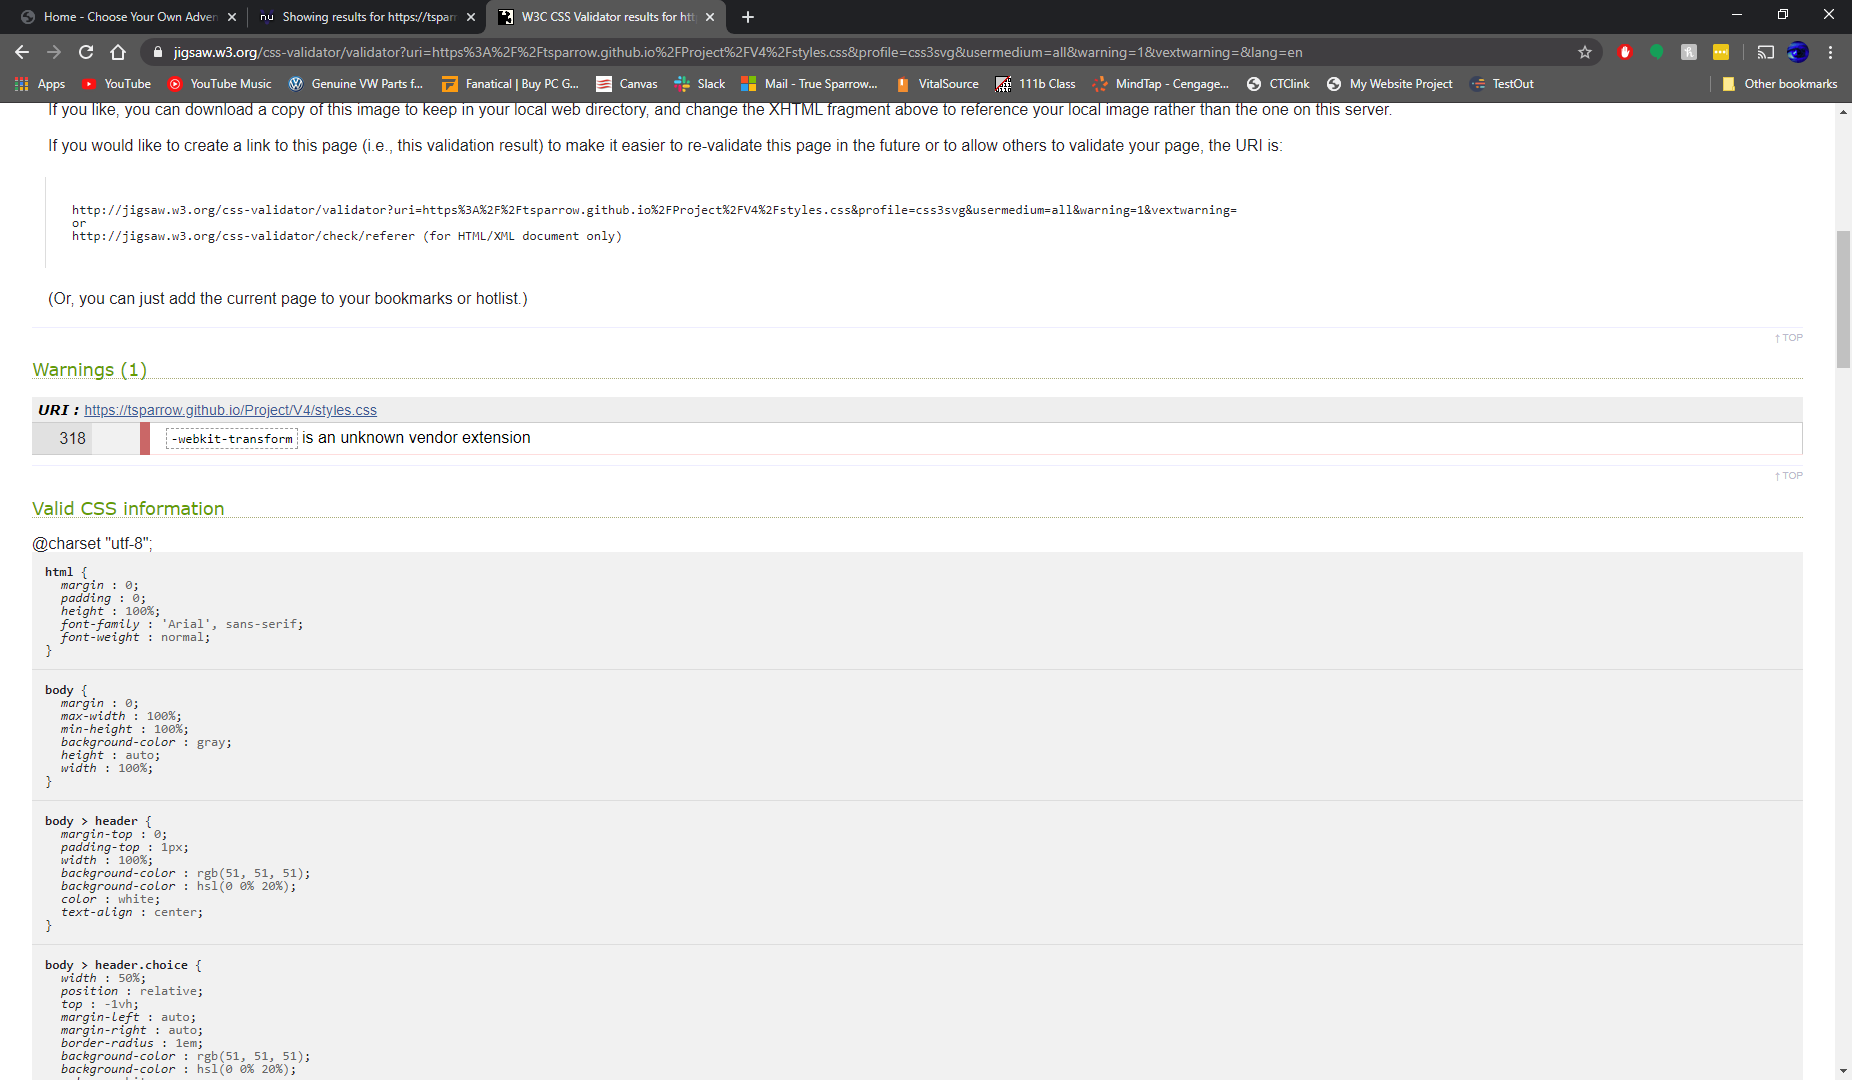 Home - Choose Your Own Adven
Showing results for https://tsparr
W3C CSS Validator results for htt
jigsaw.w3.org/css-validator/validator?uri=https%3A%2F%2Ftsparrow.github.io%2FProject%2FV4%2Fstyles.css&profile=css3svg&usermedium=all&warning=1&vextwarning=&lang=en
Apps YouTube YouTube Music Genuine VW Parts f... Fanatical | Buy PC G... Canvas Slack Mail - True Sparrow... VitalSource 111b Class MindTap - Cengage... CTClink My Website Project TestOut Other bookmarks
If you like, you can download a copy of this image to keep in your local web directory, and change the XHTML fragment above to reference your local image rather than the one on this server.
If you would like to create a link to this page (i.e., this validation result) to make it easier to re-validate this page in the future or to allow others to validate your page, the URI is:
http://jigsaw.w3.org/css-validator/validator?uri=https%3A%2F%2Ftsparrow.github.io%2FProject%2FV4%2Fstyles.css&profile=css3svg&usermedium=all&warning=1&vextwarning=
or
http://jigsaw.w3.org/css-validator/check/referer (for HTML/XML document only)
(Or, you can just add the current page to your bookmarks or hotlist.)
↑ TOP
Warnings (1)
URI : https://tsparrow.github.io/Project/V4/styles.css
318 -webkit-transform is an unknown vendor extension
↑ TOP
Valid CSS information
@charset "utf-8";
html {
margin : 0;
padding : 0;
height : 100%;
font-family : 'Arial', sans-serif;
font-weight : normal;
}
body {
margin : 0;
max-width : 100%;
min-height : 100%;
background-color : gray;
height : auto;
width : 100%;
}
body > header {
margin-top : 0;
padding-top : 1px;
width : 100%;
background-color : rgb(51, 51, 51);
background-color : hsl(0 0% 20%);
color : white;
text-align : center;
}
body > header.choice {
width : 50%;
position : relative;
top : -1vh;
margin-left : auto;
margin-right : auto;
border-radius : 1em;
background-color : rgb(51, 51, 51);
background-color : hsl(0 0% 20%);